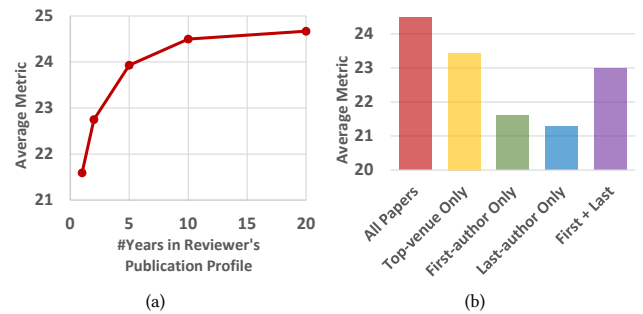 25
24
23
22
21
Average Metric
0
5
10
15
20
#Years in Reviewer's
Publication Profile
(a)
24
23
22
21
20
Average Metric
All Papers
Top-venue Only
First-author Only
Last-author Only
First + Last
(b)